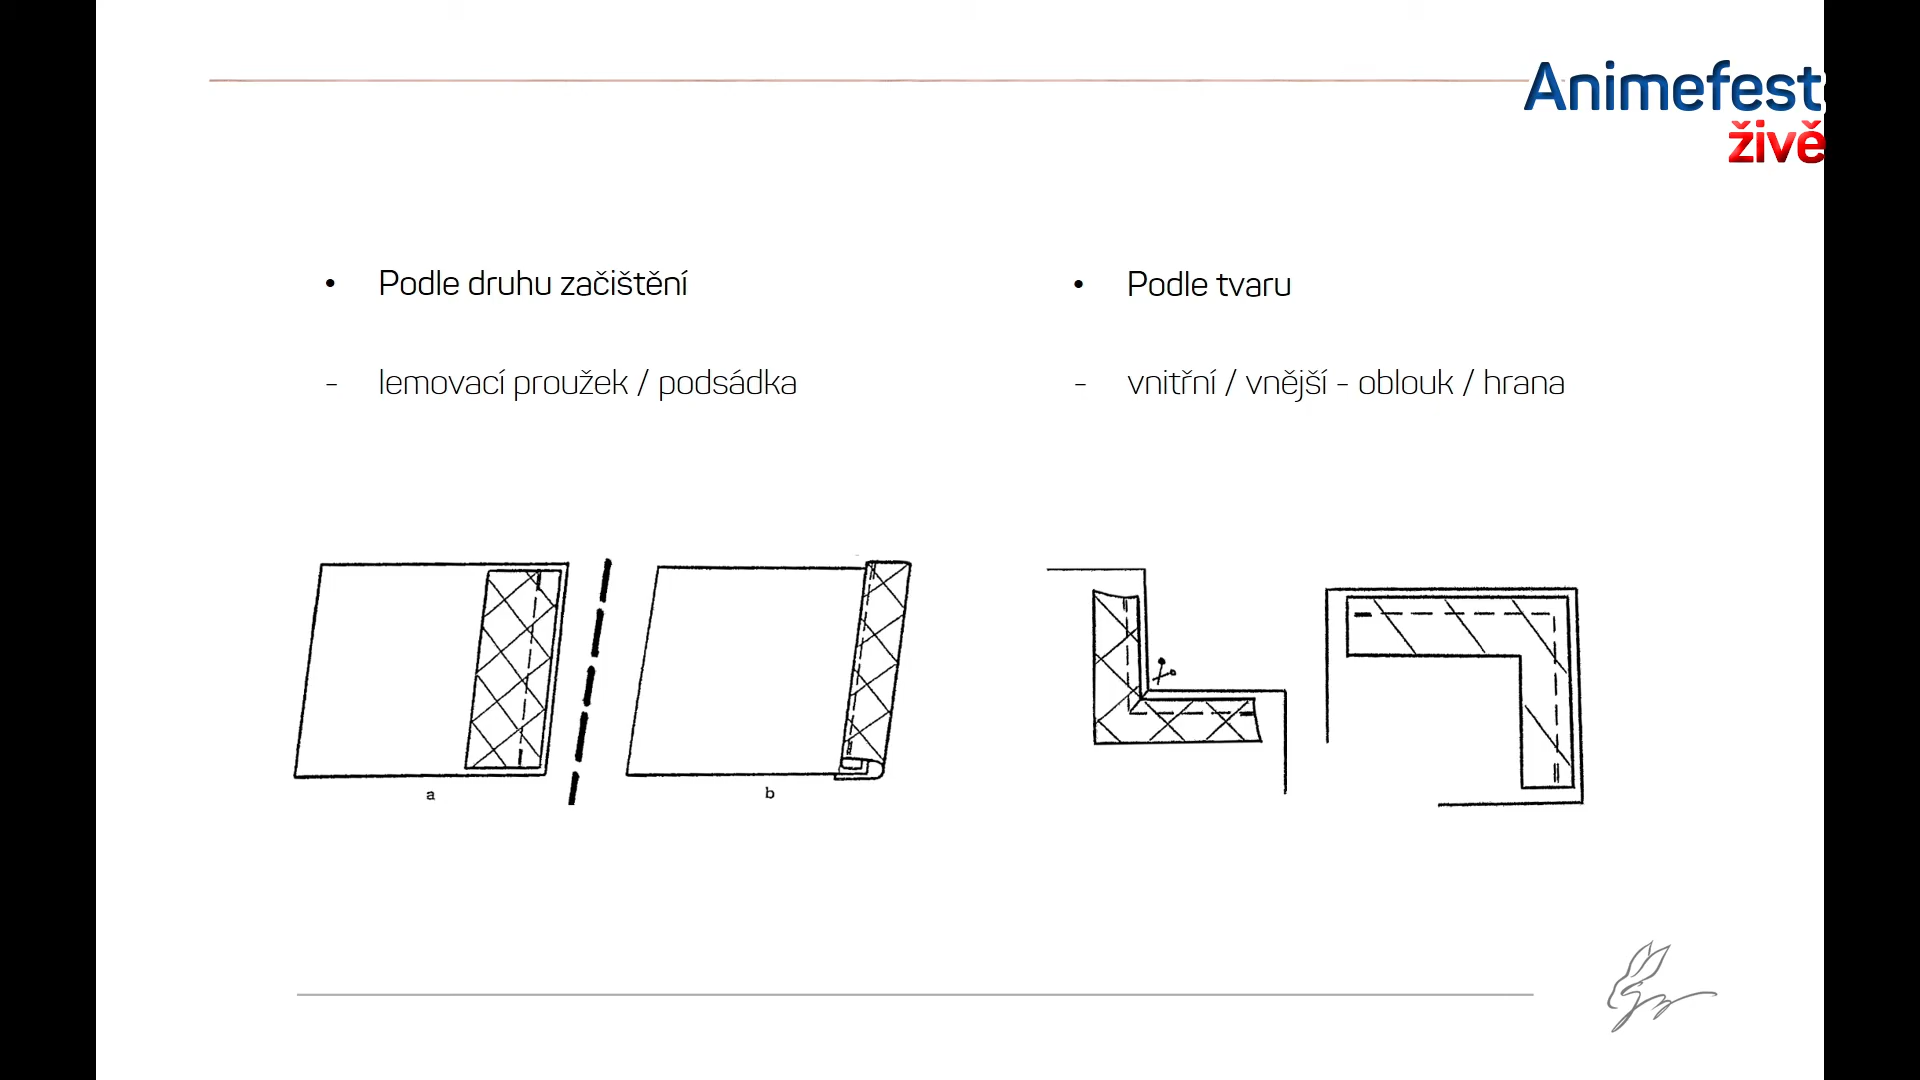 Animefest
živě
• Podle druhu začištění
- lemovací proužek / podsádka
• Podle tvaru
- vnitřní / vnější - oblouk / hrana
a
b